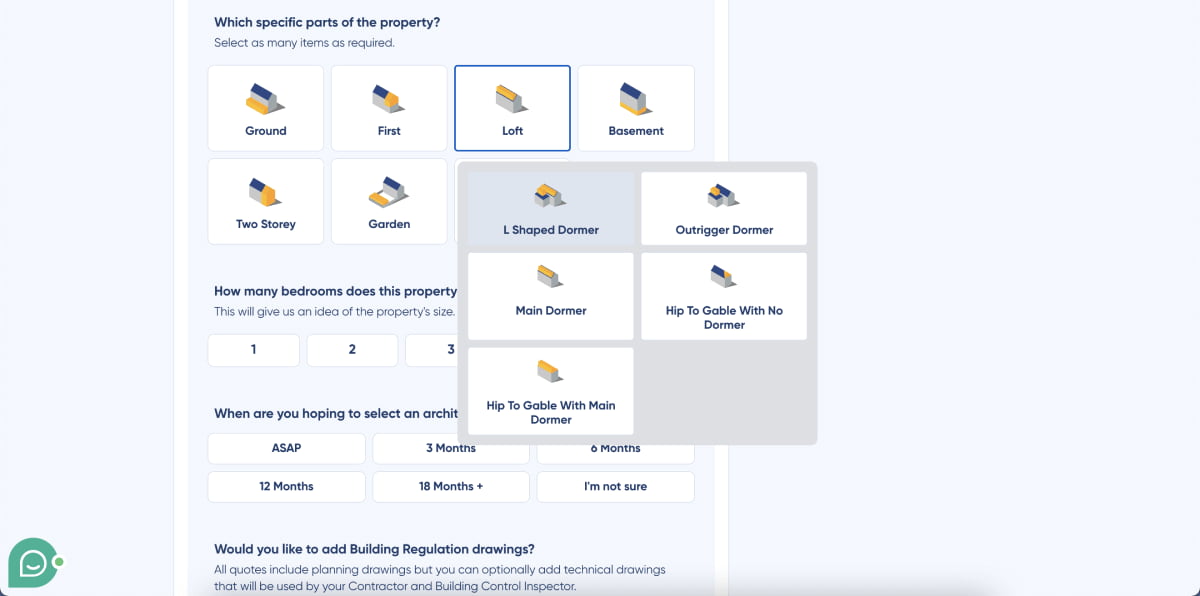 Which specific parts of the property?
Select as many items as required.
Ground
First
Loft
Basement
Two Storey
Garden
L Shaped Dormer
Outrigger Dormer
Main Dormer
Hip To Gable With No
Dormer
Hip To Gable With Main
Dormer
How many bedrooms does this property
This will give us an idea of the property's size.
1
2
3
When are you hoping to select an archit
ASAP
3 Months
6 Months
12 Months
18 Months +
I'm not sure
Would you like to add Building Regulation drawings?
All quotes include planning drawings but you can optionally add technical drawings
that will be used by your Contractor and Building Control Inspector.